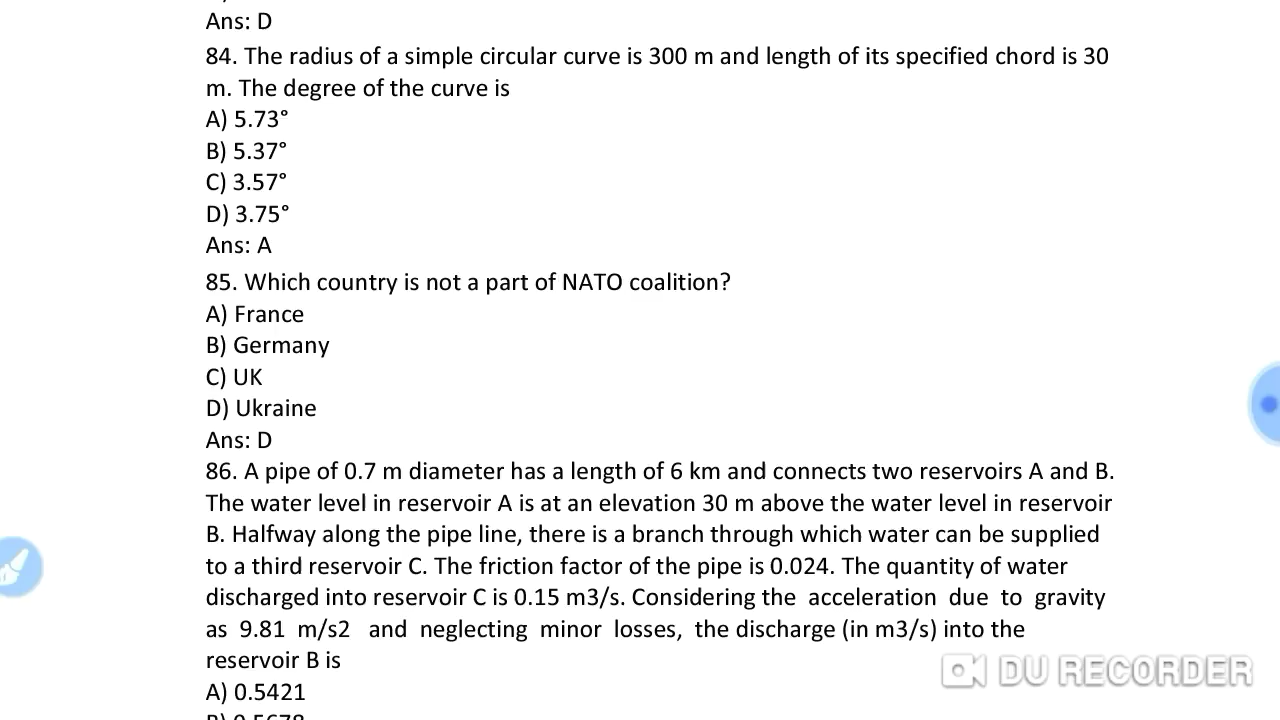 Ans: D
84. The radius of a simple circular curve is 300 m and length of its specified chord is 30
m. The degree of the curve is
A) 5.73°
B) 5.37°
C) 3.57°
D) 3.75°
Ans: A
85. Which country is not a part of NATO coalition?
A) France
B) Germany
C) UK
D) Ukraine
Ans: D
86. A pipe of 0.7 m diameter has a length of 6 km and connects two reservoirs A and B.
The water level in reservoir A is at an elevation 30 m above the water level in reservoir
B. Halfway along the pipe line, there is a branch through which water can be supplied
to a third reservoir C. The friction factor of the pipe is 0.024. The quantity of water
discharged into reservoir C is 0.15 m3/s. Considering the acceleration due to gravity
as 9.81 m/s2 and neglecting minor losses, the discharge (in m3/s) into the
reservoir B is
DU RECORDER
A) 0.5421